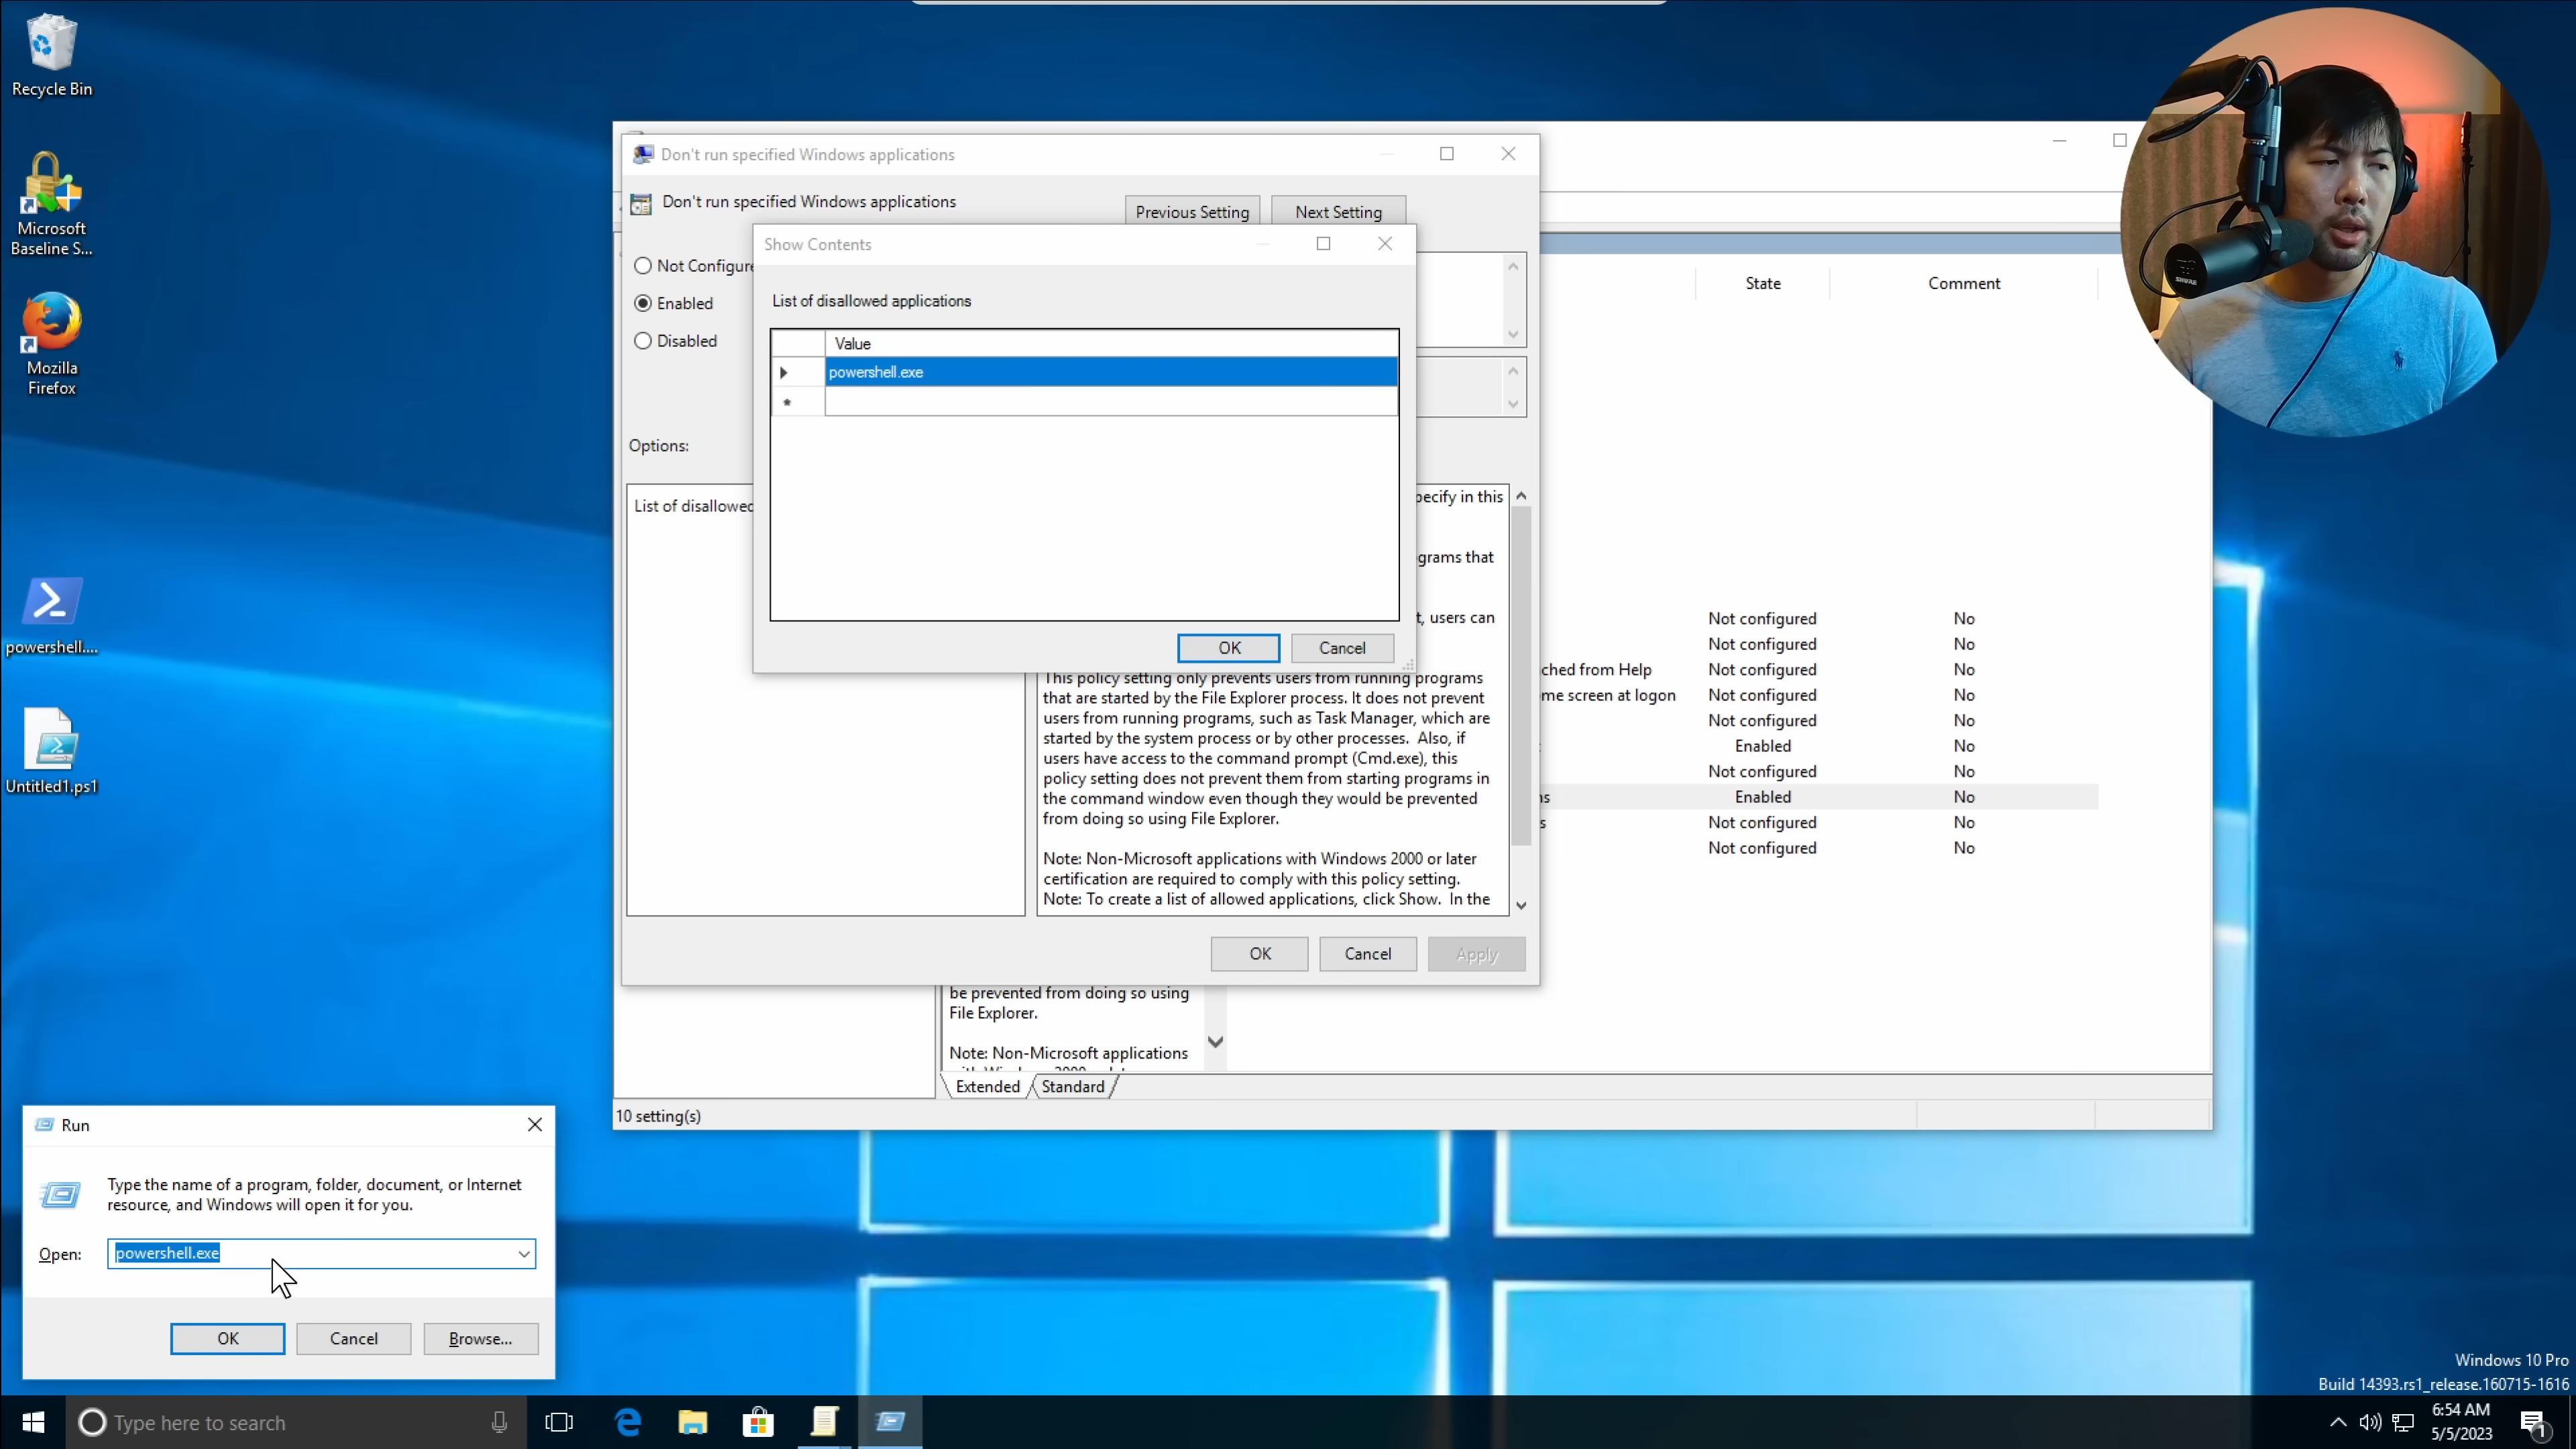 Recycle Bin
Microsoft
Baseline S...
Mozilla
Firefox
powershell....
Untitled1.ps1
Don't run specified Windows applications
Don't run specified Windows applications
Previous Setting
Next Setting
Not Configure
Enabled
Disabled
Options:
List of disallowed
Show Contents
List of disallowed applications
Value
powershell.exe
*
OK
Cancel
pecify in this
grams that
t, users can
This policy setting only prevents users from running programs
that are started by the File Explorer process. It does not prevent
users from running programs, such as Task Manager, which are
started by the system process or by other processes.  Also, if
users have access to the command prompt (Cmd.exe), this
policy setting does not prevent them from starting programs in
the command window even though they would be prevented
from doing so using File Explorer.
Note: Non-Microsoft applications with Windows 2000 or later
certification are required to comply with this policy setting.
Note: To create a list of allowed applications, click Show.  In the
OK
Cancel
Apply
State
Comment
Not configured No
Not configured No
ched from Help Not configured No
me screen at logon Not configured No
Not configured No
Enabled No
Not configured No
ns Enabled No
s Not configured No
Not configured No
be prevented from doing so using
File Explorer.
Note: Non-Microsoft applications
Extended
Standard
10 setting(s)
Run
Type the name of a program, folder, document, or Internet
resource, and Windows will open it for you.
Open: powershell.exe
OK
Cancel
Browse...
Windows 10 Pro
Build 14393.rs1_release.160715-1616
Type here to search
6:54 AM
5/5/2023
1
SHURE